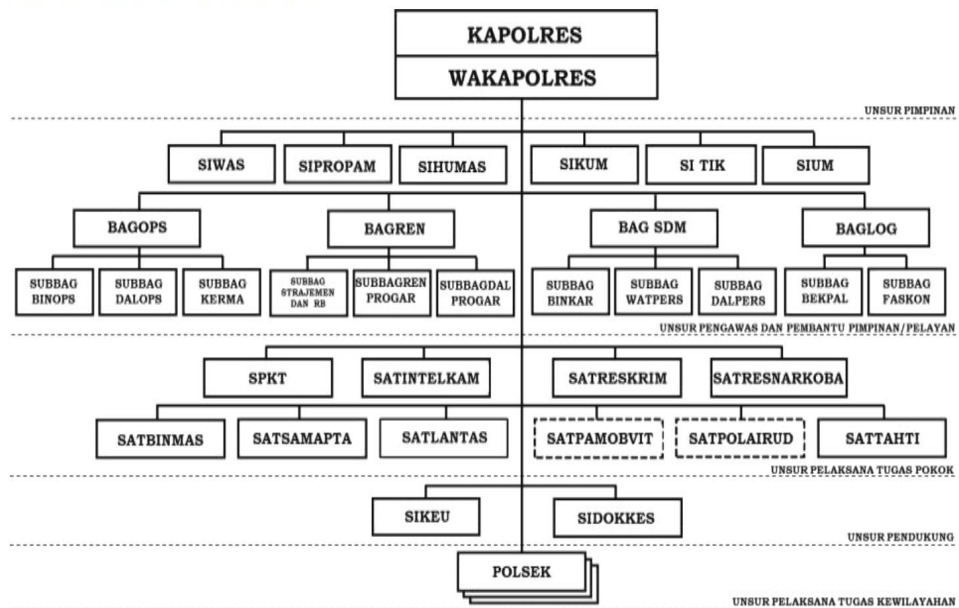 KAPOLRES
WAKAPOLRES
UNSUR PIMPINAN
SIWAS SIPROPAM SIHUMAS SIKUM SI TIK SIUM
BAGOPS BAGREN BAG SDM BAGLOG
SUBBAG BINOPS
SUBBAG DALOPS
SUBBAG KERMA
SUBBAG STRAJEMEN DAN RB
SUBBAGREN PROGAR
SUBBAGDAL PROGAR
SUBBAG BINKAR
SUBBAG WATPERS
SUBBAG DALPERS
SUBBAG BEKPAL
SUBBAG FASKON
UNSUR PENGAWAS DAN PEMBANTU PIMPINAN/PELAYAN
SPKT SATINTELKAM SATRESKRIM SATRESNARKOBA
SATBINMAS SATSAMAPTA SATLANTAS SATPAMOBVIT SATPOLAIRUD SATTAHTI
UNSUR PELAKSANA TUGAS POKOK
SIKEU SIDOKKES
UNSUR PENDUKUNG
POLSEK
UNSUR PELAKSANA TUGAS KEWILAYAHAN